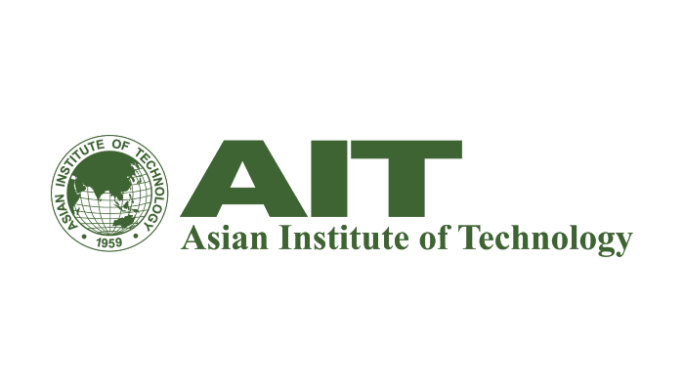 ASIAN INSTITUTE OF TECHNOLOGY
• 1959 •
AIT
Asian Institute of Technology